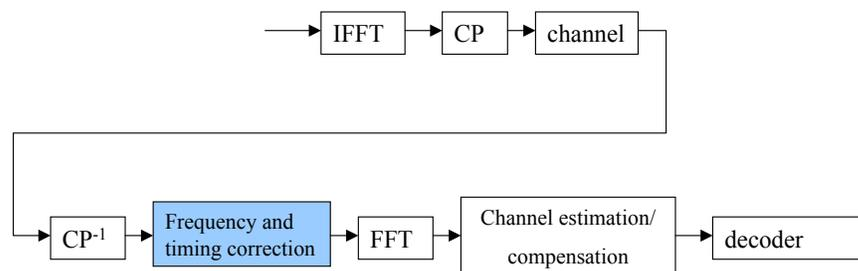 IFFT
CP
channel
CP⁻¹
Frequency and
timing correction
FFT
Channel estimation/
compensation
decoder